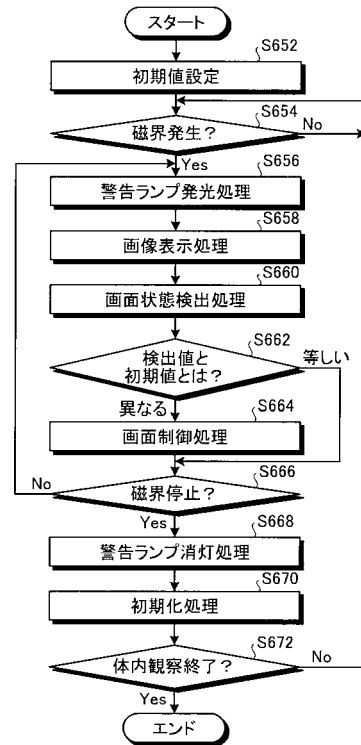 スタート
S652
初期値設定
S654
磁界発生?
No
Yes
S656
警告ランプ発光処理
S658
画像表示処理
S660
画面状態検出処理
S662
検出値と
初期値とは?
等しい
異なる
S664
画面制御処理
S666
No
磁界停止?
Yes
S668
警告ランプ消灯処理
S670
初期化処理
S672
体内観察終了?
No
Yes
エンド